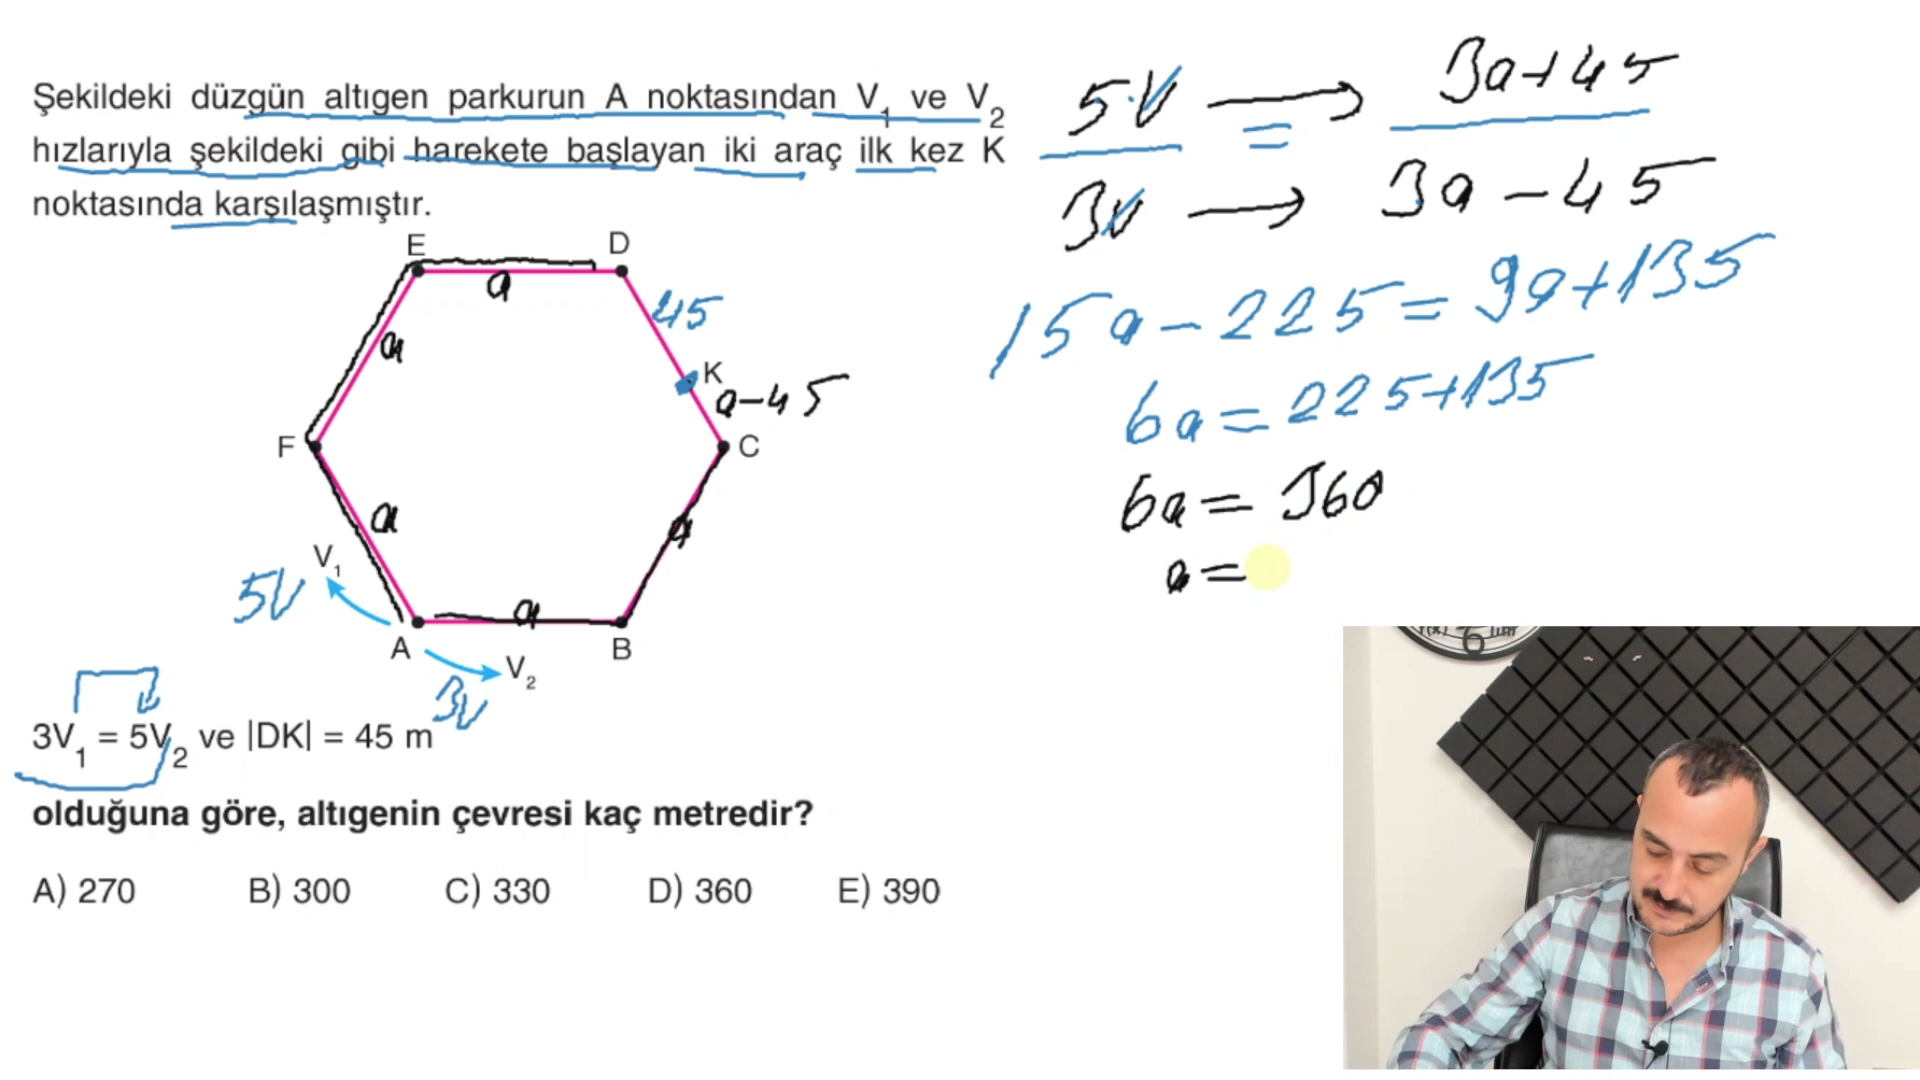 Şekildeki düzgün altıgen parkurun A noktasından V1 ve V2
hızlarıyla şekildeki gibi harekete başlayan iki araç ilk kez K
noktasında karşılaşmıştır.
E
D
a
45
a
K
a-45
F
C
a
a
V1
5V
a
A
B
V2
3V
3V1 = 5V2 ve |DK| = 45 m
olduğuna göre, altıgenin çevresi kaç metredir?
A) 270 B) 300 C) 330 D) 360 E) 390
5·V → 3a+45
=
3V → 3a-45
15a-225=9a+135
6a=225+135
6a=360
a=